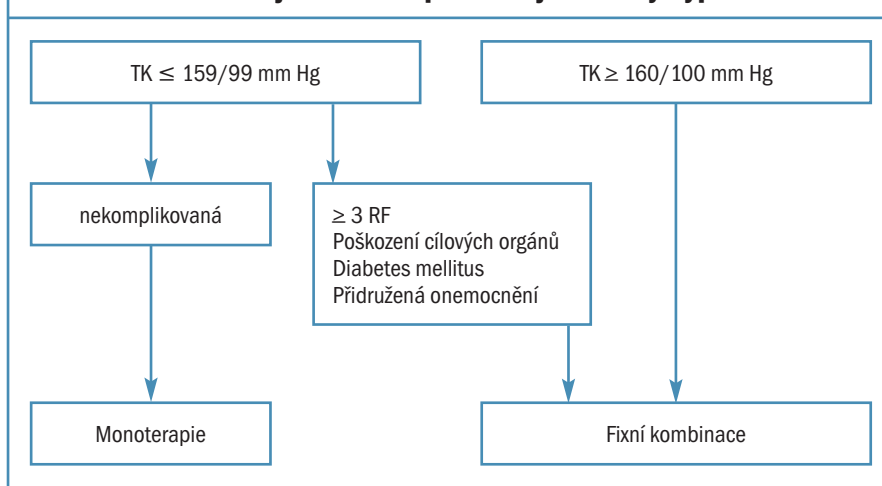 TK ≤ 159/99 mm Hg
TK ≥ 160/100 mm Hg
nekomplikovaná
≥ 3 RF
Poškození cílových orgánů
Diabetes mellitus
Přidružená onemocnění
Monoterapie
Fixní kombinace